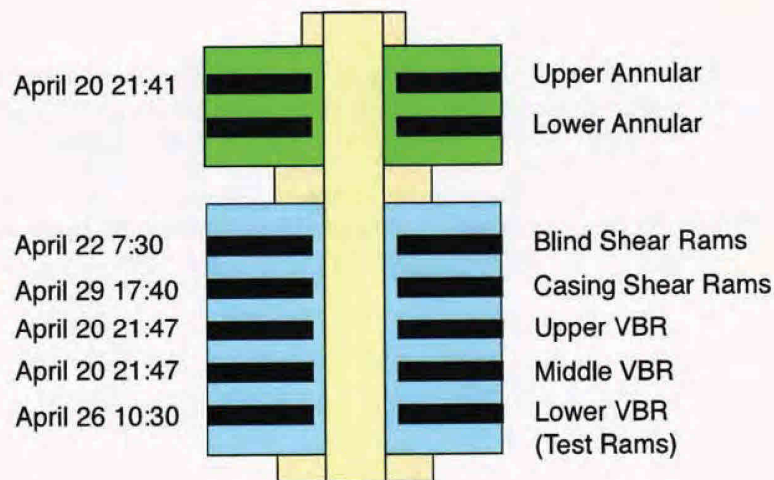 April 20 21:41
Upper Annular
Lower Annular
April 22 7:30
Blind Shear Rams
April 29 17:40
Casing Shear Rams
April 20 21:47
Upper VBR
April 20 21:47
Middle VBR
April 26 10:30
Lower VBR
(Test Rams)